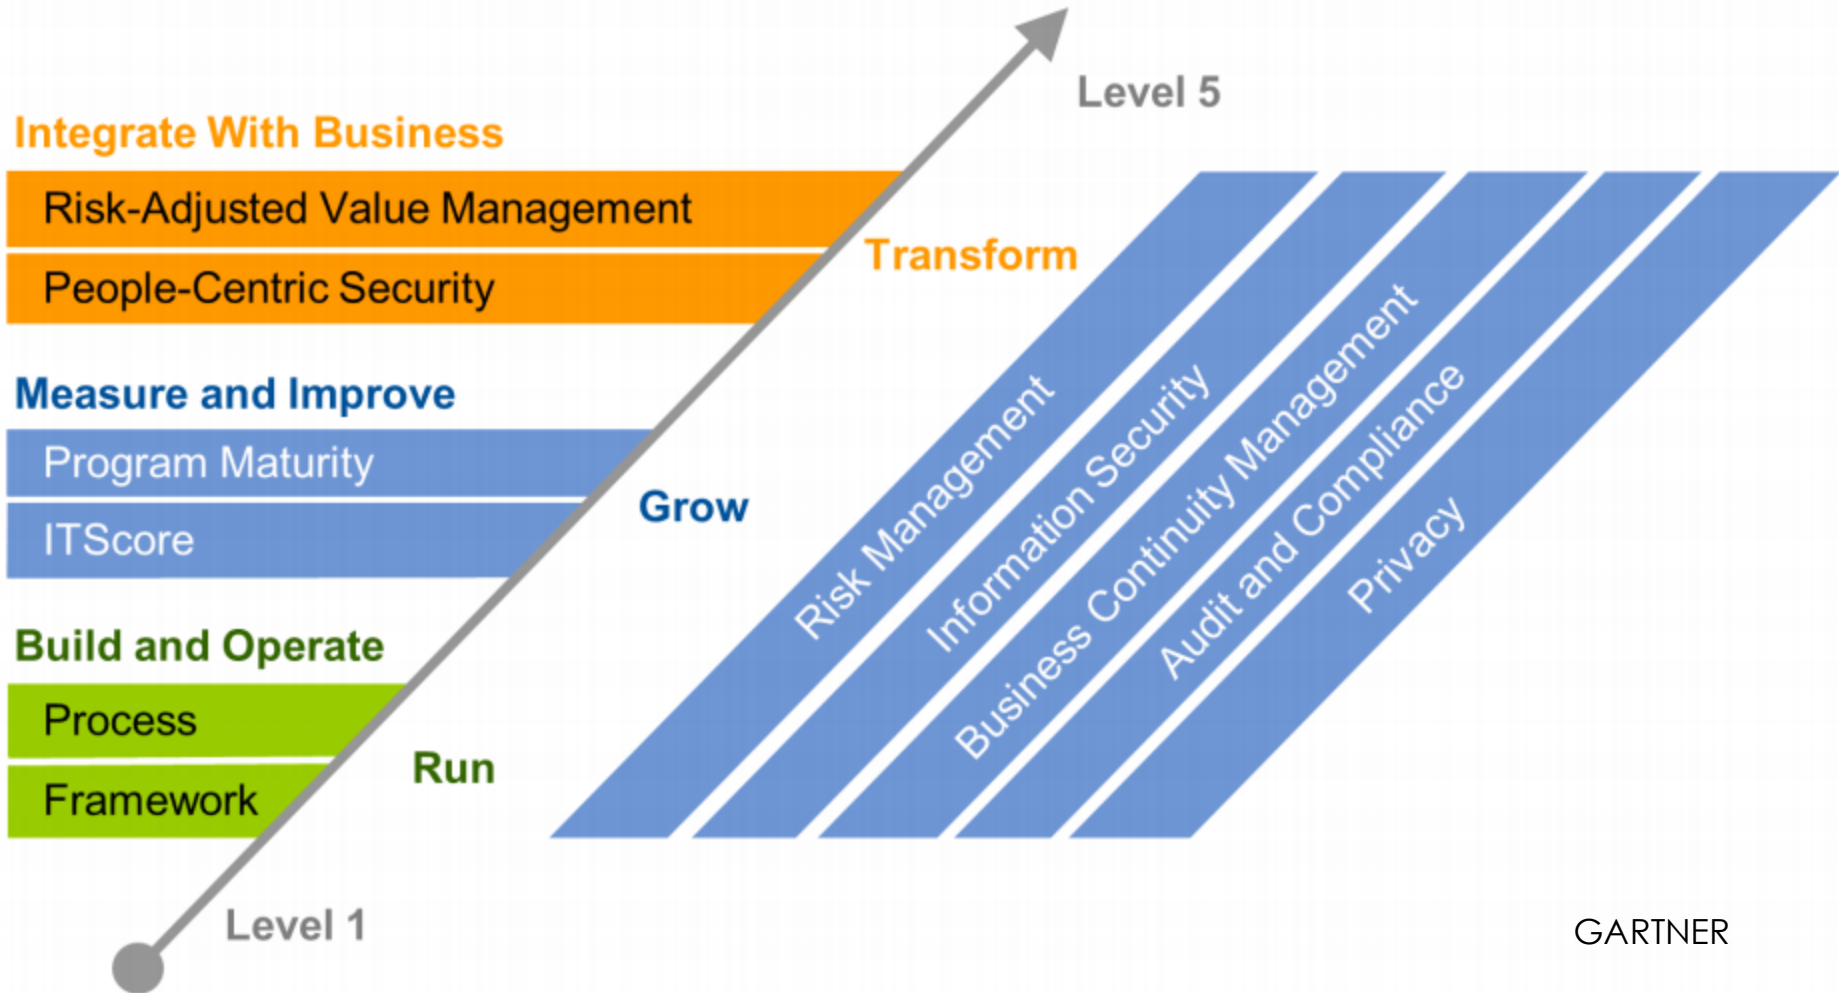 Level 5
Integrate With Business
Risk-Adjusted Value Management
People-Centric Security
Transform
Measure and Improve
Program Maturity
ITScore
Grow
Build and Operate
Process
Framework
Run
Level 1
Risk Management
Information Security
Business Continuity Management
Audit and Compliance
Privacy
GARTNER